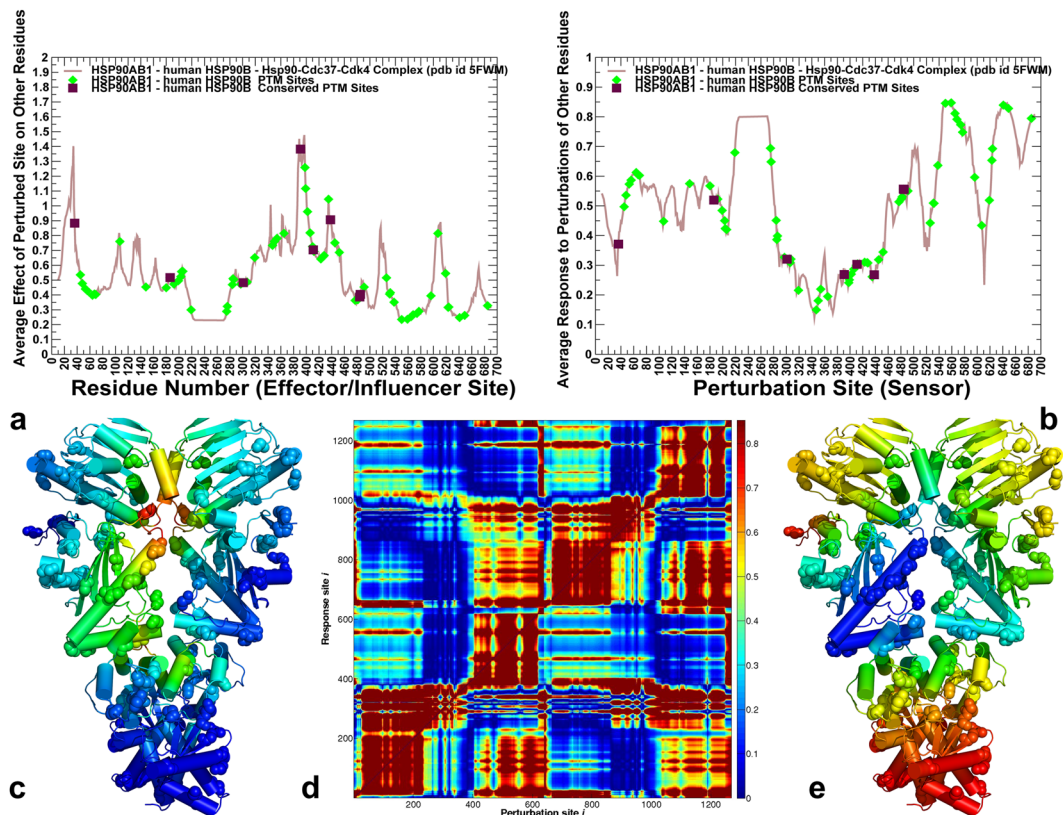 HSP90AB1 - human HSP90B - Hsp90-Cdc37-Cdk4 Complex (pdb id 5FWM)
HSP90AB1 - human HSP90B PTM Sites
HSP90AB1 - human HSP90B Conserved PTM Sites
Average Effect of Perturbed Site on Other Residues
2
1.9
1.8
1.7
1.6
1.5
1.4
1.3
1.2
1.1
1
0.9
0.8
0.7
0.6
0.5
0.4
0.3
0.2
0.1
0
0 20 40 60 80 100 120 140 160 180 200 220 240 260 280 300 320 340 360 380 400 420 440 460 480 500 520 540 560 580 600 620 640 660 680 700
Residue Number (Effector/Influencer Site)
a
HSP90AB1 - human HSP90B - Hsp90-Cdc37-Cdk4 Complex (pdb id 5FWM)
HSP90AB1 - human HSP90B PTM Sites
HSP90AB1 - human HSP90B Conserved PTM Sites
Average Response to Perturbations of Other Residues
1
0.9
0.8
0.7
0.6
0.5
0.4
0.3
0.2
0.1
0
0 20 40 60 80 100 120 140 160 180 200 220 240 260 280 300 320 340 360 380 400 420 440 460 480 500 520 540 560 580 600 620 640 660 680 700
Perturbation Site (Sensor)
b
c
Response site i
1200
1000
800
600
400
200
200 400 600 800 1000 1200
Perturbation site i
0.8
0.7
0.6
0.5
0.4
0.3
0.2
0.1
0
d
e